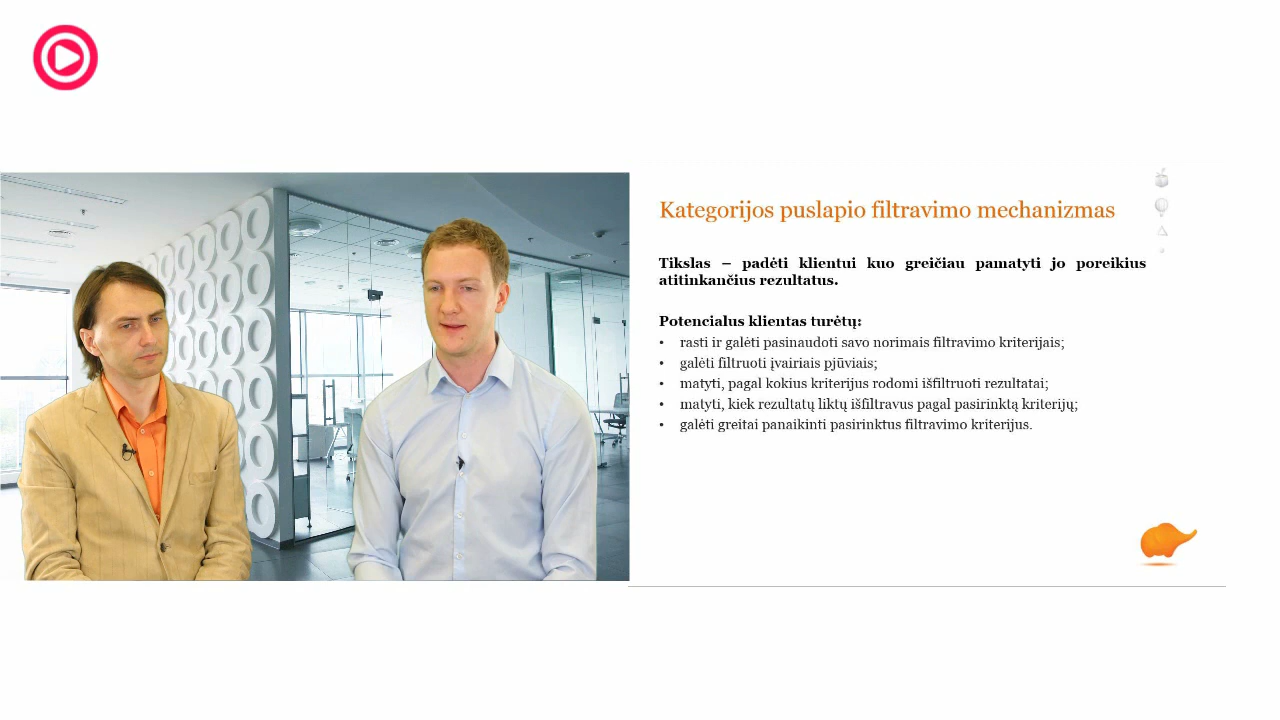 Kategorijos puslapio filtravimo mechanizmas
Tikslas – padėti klientui kuo greičiau pamatyti jo poreikius
atitinkančius rezultatus.
Potencialus klientas turėtų:
• rasti ir galėti pasinaudoti savo norimais filtravimo kriterijais;
• galėti filtruoti įvairiais pjūviais;
• matyti, pagal kokius kriterijus rodomi išfiltruoti rezultatai;
• matyti, kiek rezultatų liktų išfiltravus pagal pasirinktą kriterijų;
• galėti greitai panaikinti pasirinktus filtravimo kriterijus.